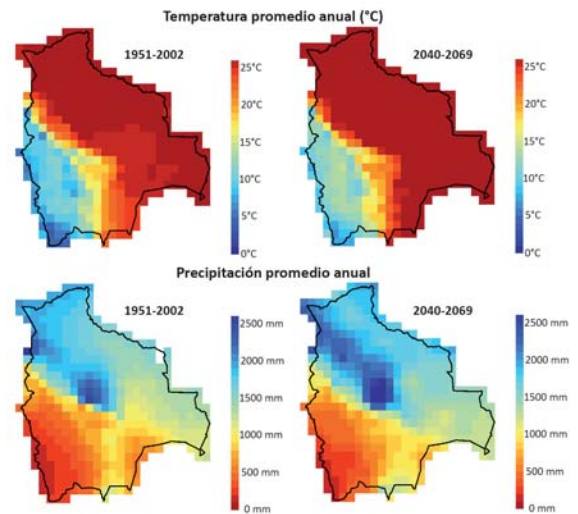 Temperatura promedio anual (°C)
1951-2002
2040-2069
25°C
20°C
15°C
10°C
5°C
0°C
25°C
20°C
15°C
10°C
5°C
0°C
Precipitación promedio anual
1951-2002
2040-2069
2500 mm
2000 mm
1500 mm
1000 mm
500 mm
0 mm
2500 mm
2000 mm
1500 mm
1000 mm
500 mm
0 mm